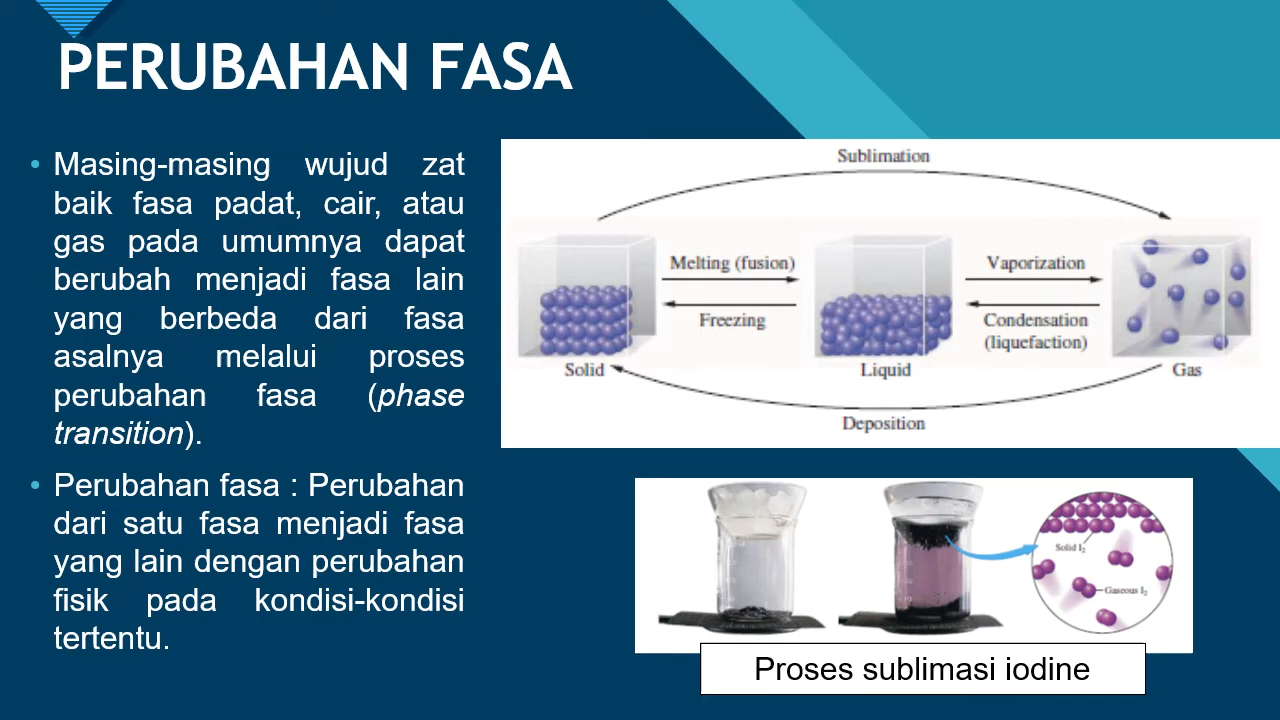 PERUBAHAN FASA
• Masing-masing wujud zat
baik fasa padat, cair, atau
gas pada umumnya dapat
berubah menjadi fasa lain
yang berbeda dari fasa
asalnya melalui proses
perubahan fasa (phase
transition).
• Perubahan fasa : Perubahan
dari satu fasa menjadi fasa
yang lain dengan perubahan
fisik pada kondisi-kondisi
tertentu.
Sublimation
Melting (fusion)
Freezing
Vaporization
Condensation
(liquefaction)
Solid
Liquid
Gas
Deposition
Solid I₂
Gaseous I₂
Proses sublimasi iodine